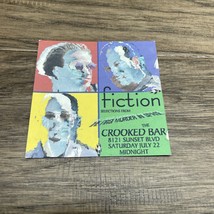 fiction
SELECTIONS FROM
THE
CROOKED BAR
8121 SUNSET BLVD
SATURDAY JULY 22
MIDNIGHT